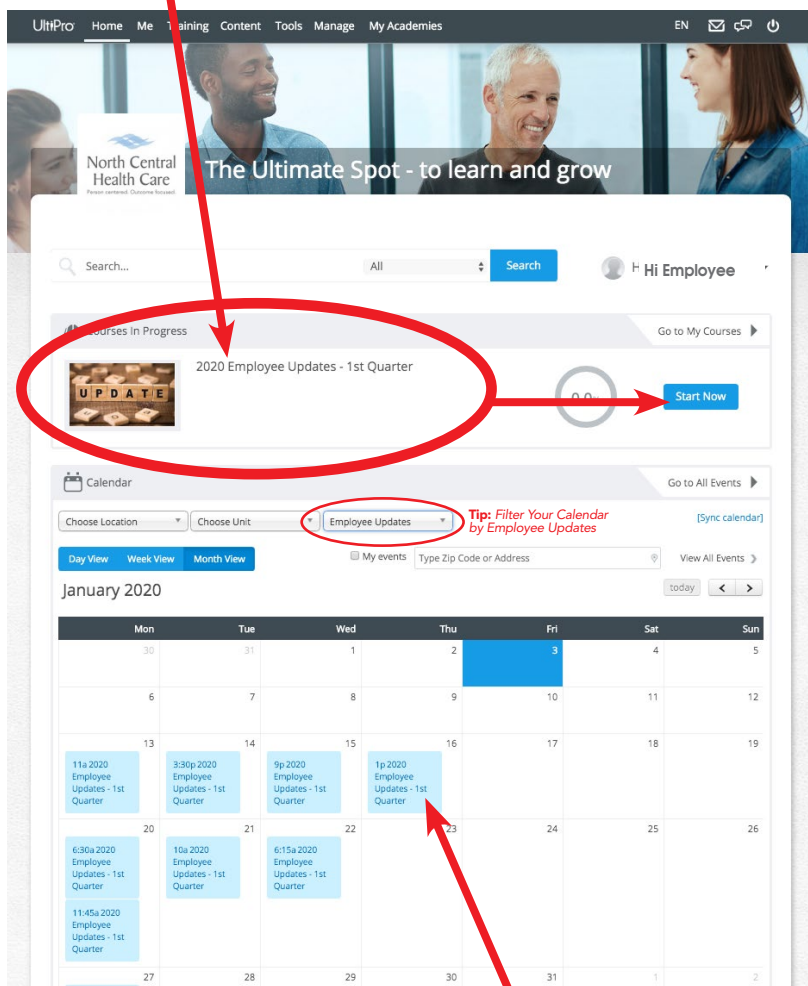 UltiPro Home Me Training Content Tools Manage My Academies EN
North Central
Health Care
Person centered. Outcome focused.
The Ultimate Spot - to learn and grow
Search... All Search Hi Employee
Courses In Progress Go to My Courses
UPDATE
2020 Employee Updates - 1st Quarter
Start Now
Calendar Go to All Events
Choose Location Choose Unit Employee Updates
Tip: Filter Your Calendar
by Employee Updates
[Sync calendar]
Day View Week View Month View My events Type Zip Code or Address View All Events
January 2020 today < >
Mon Tue Wed Thu Fri Sat Sun
30 31 1 2 3 4 5
6 7 8 9 10 11 12
13 14 15 16 17 18 19
11a 2020
Employee
Updates - 1st
Quarter
3:30p 2020
Employee
Updates - 1st
Quarter
9p 2020
Employee
Updates - 1st
Quarter
1p 2020
Employee
Updates - 1st
Quarter
20 21 22 23 24 25 26
6:30a 2020
Employee
Updates - 1st
Quarter
10a 2020
Employee
Updates - 1st
Quarter
6:15a 2020
Employee
Updates - 1st
Quarter
11:45a 2020
Employee
Updates - 1st
Quarter
27 28 29 30 31 1 2